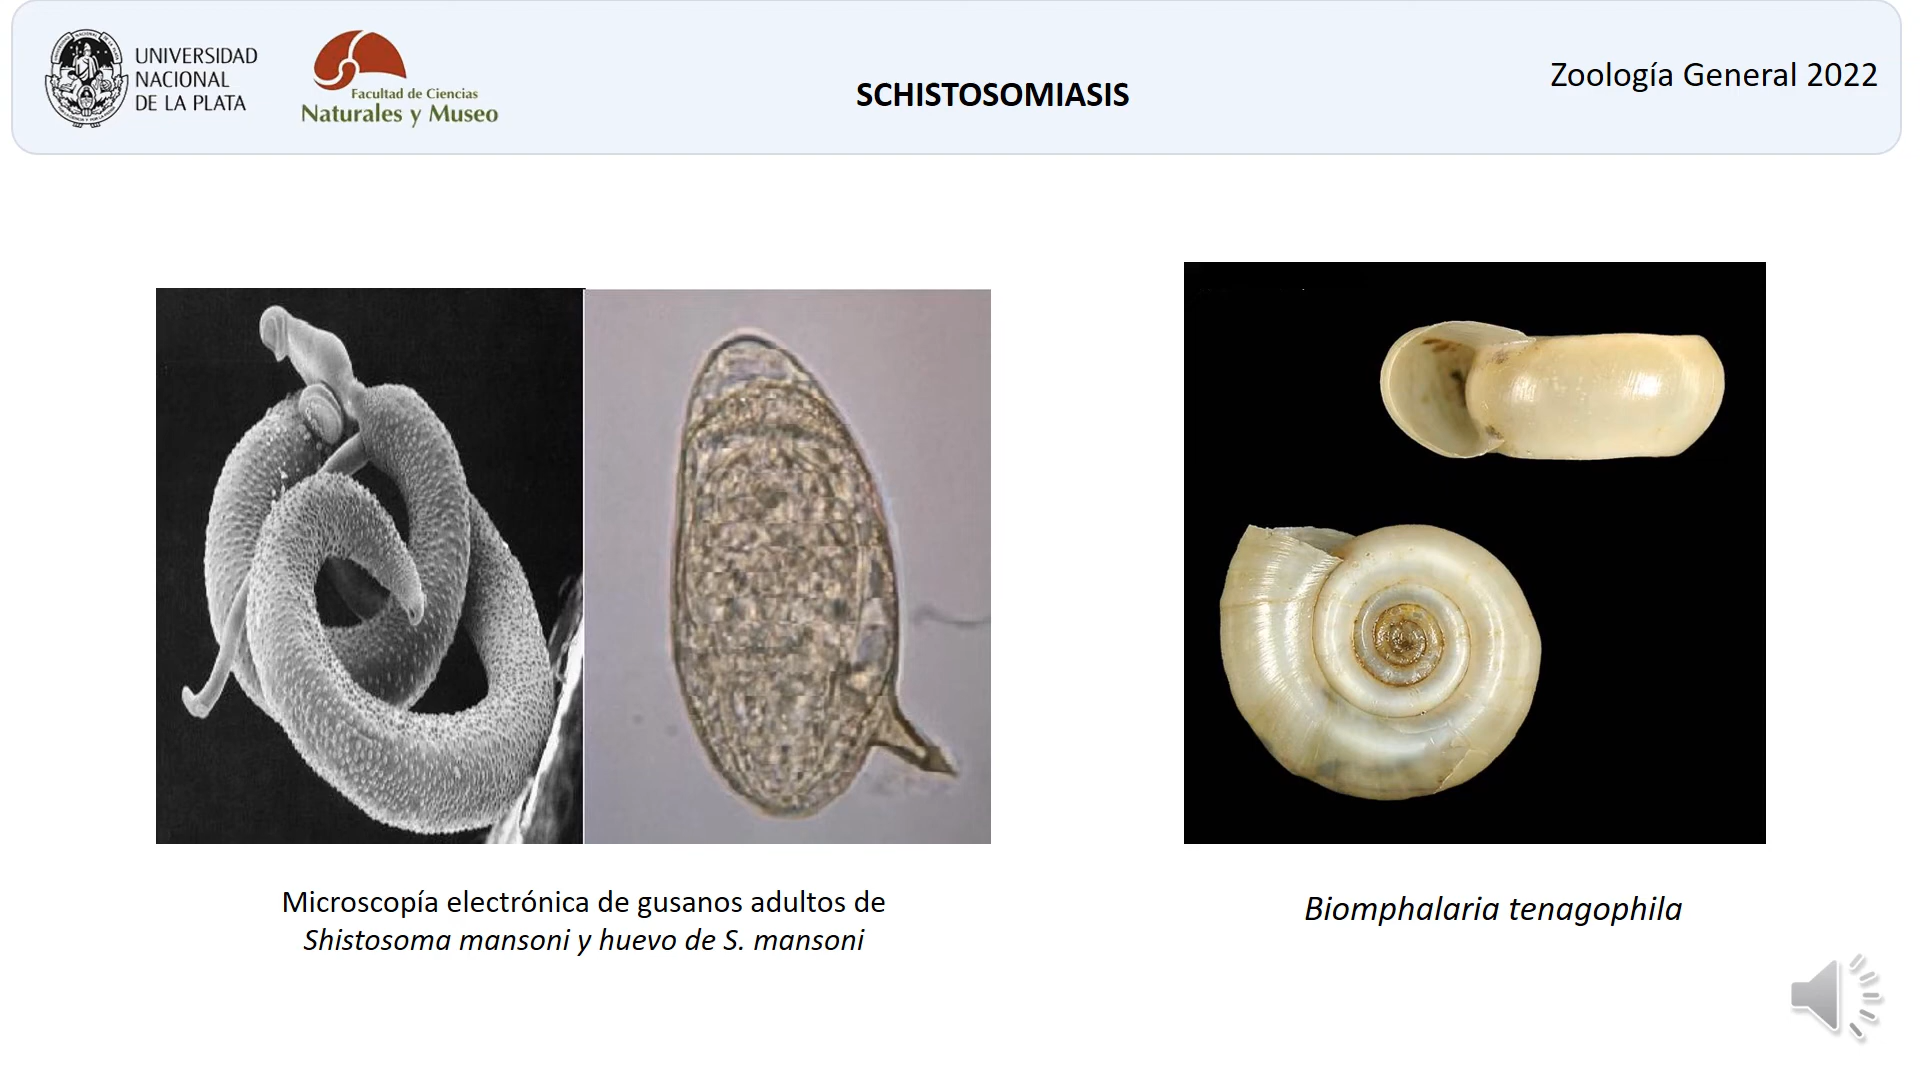 UNIVERSIDAD
NACIONAL
DE LA PLATA
Facultad de Ciencias
Naturales y Museo
SCHISTOSOMIASIS
Zoología General 2022
Microscopía electrónica de gusanos adultos de
Shistosoma mansoni y huevo de S. mansoni
Biomphalaria tenagophila